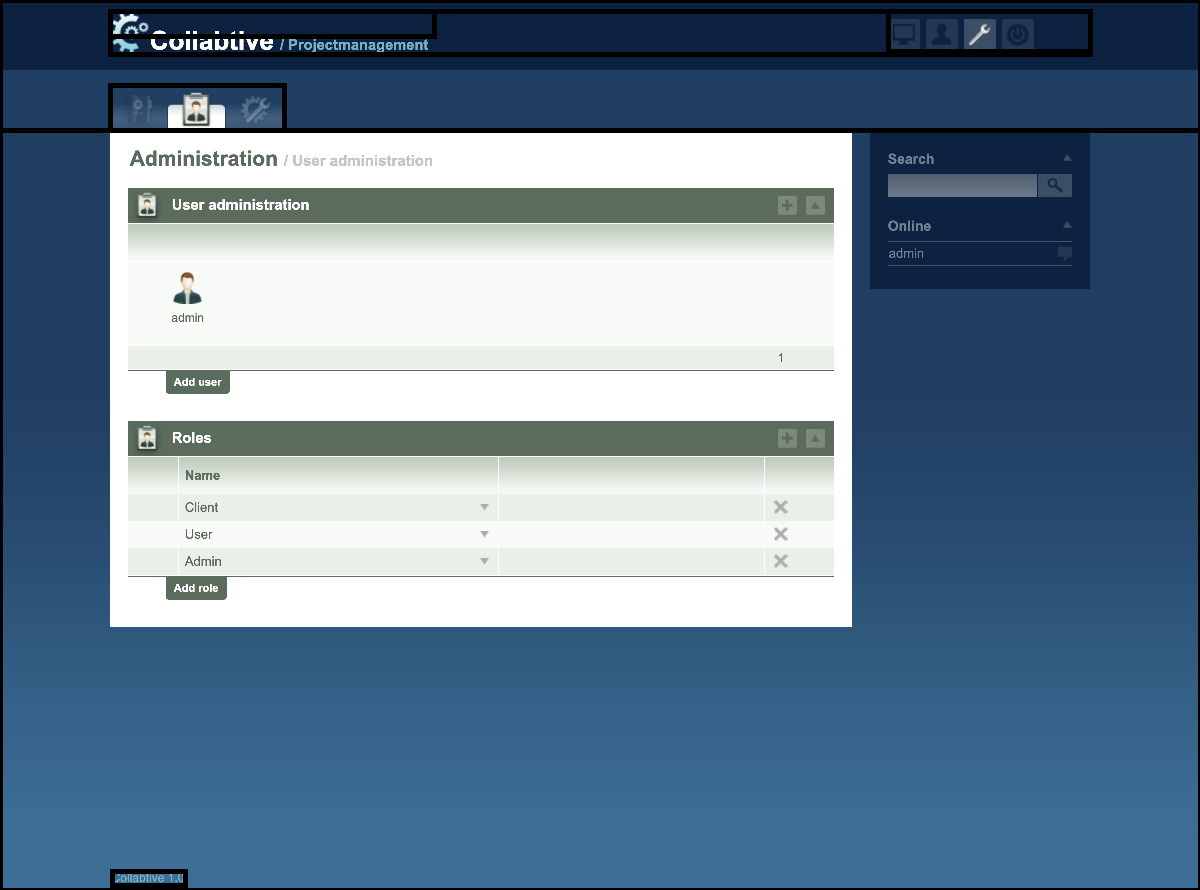 Collabtive / Projectmanagement
Administration / User administration
User administration
admin
1
Add user
Roles
Name
Client
User
Admin
Add role
Search
Online
admin
Collabtive 1.0